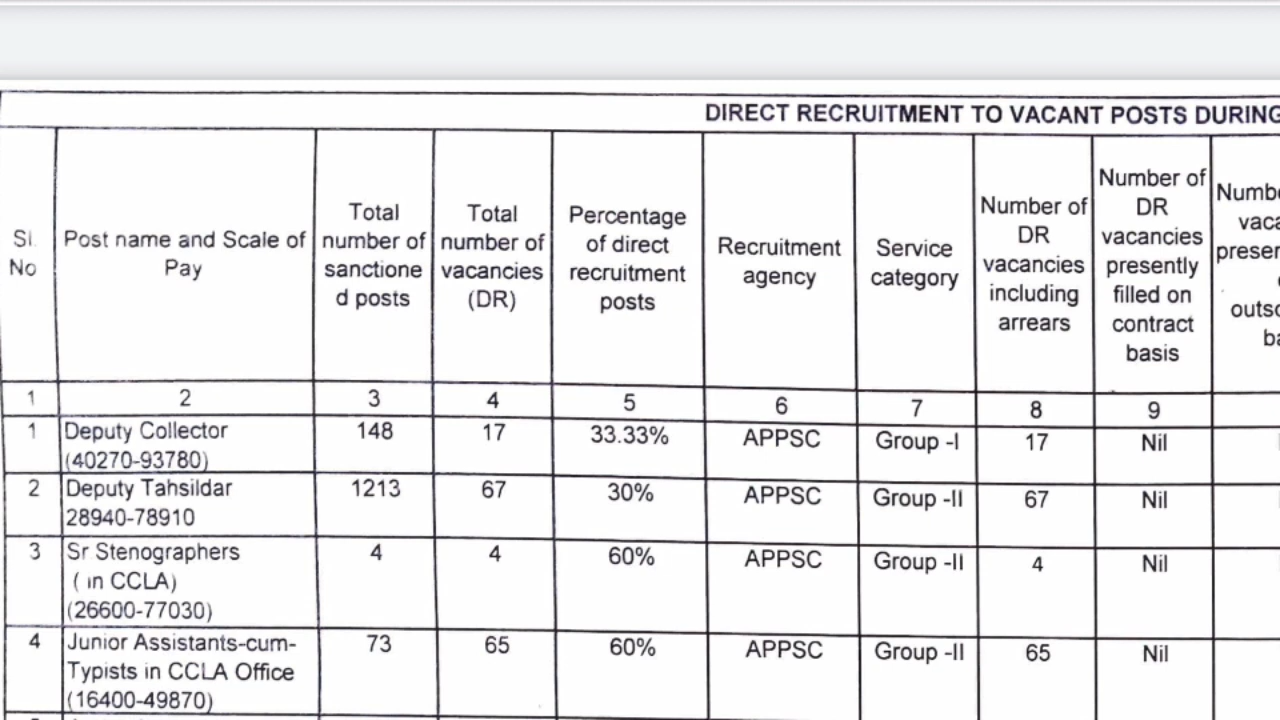 DIRECT RECRUITMENT TO VACANT POSTS DURING
Sl. No
Post name and Scale of Pay
Total number of sanctione d posts
Total number of vacancies (DR)
Percentage of direct recruitment posts
Recruitment agency
Service category
Number of DR vacancies including arrears
Number of DR vacancies presently filled on contract basis
1 2 3 4 5 6 7 8 9
1 Deputy Collector 148 17 33.33% APPSC Group -I 17 Nil
(40270-93780)
2 Deputy Tahsildar 1213 67 30% APPSC Group -II 67 Nil
28940-78910
3 Sr Stenographers 4 4 60% APPSC Group -II 4 Nil
( in CCLA)
(26600-77030)
4 Junior Assistants-cum- 73 65 60% APPSC Group -II 65 Nil
Typists in CCLA Office
(16400-49870)